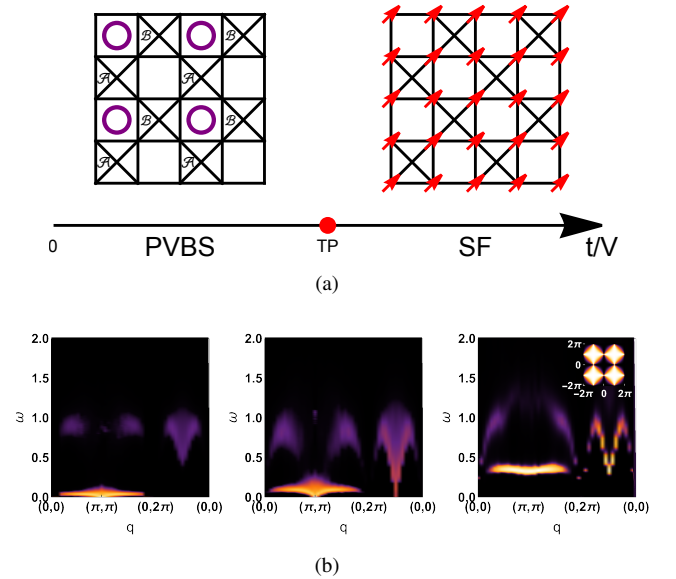 ℬ ℬ
𝒜 𝒜
ℬ ℬ
𝒜 𝒜
0 PVBS TP SF t/V
(a)
2.0 2.0 2.0
2π
0
-2π
-2π 0 2π
1.5 1.5 1.5
ω ω ω
1.0 1.0 1.0
0.5 0.5 0.5
0.0 0.0 0.0
(0,0) (π,π) (0,2π) (0,0) (0,0) (π,π) (0,2π) (0,0) (0,0) (π,π) (0,2π) (0,0)
q q q
(b)